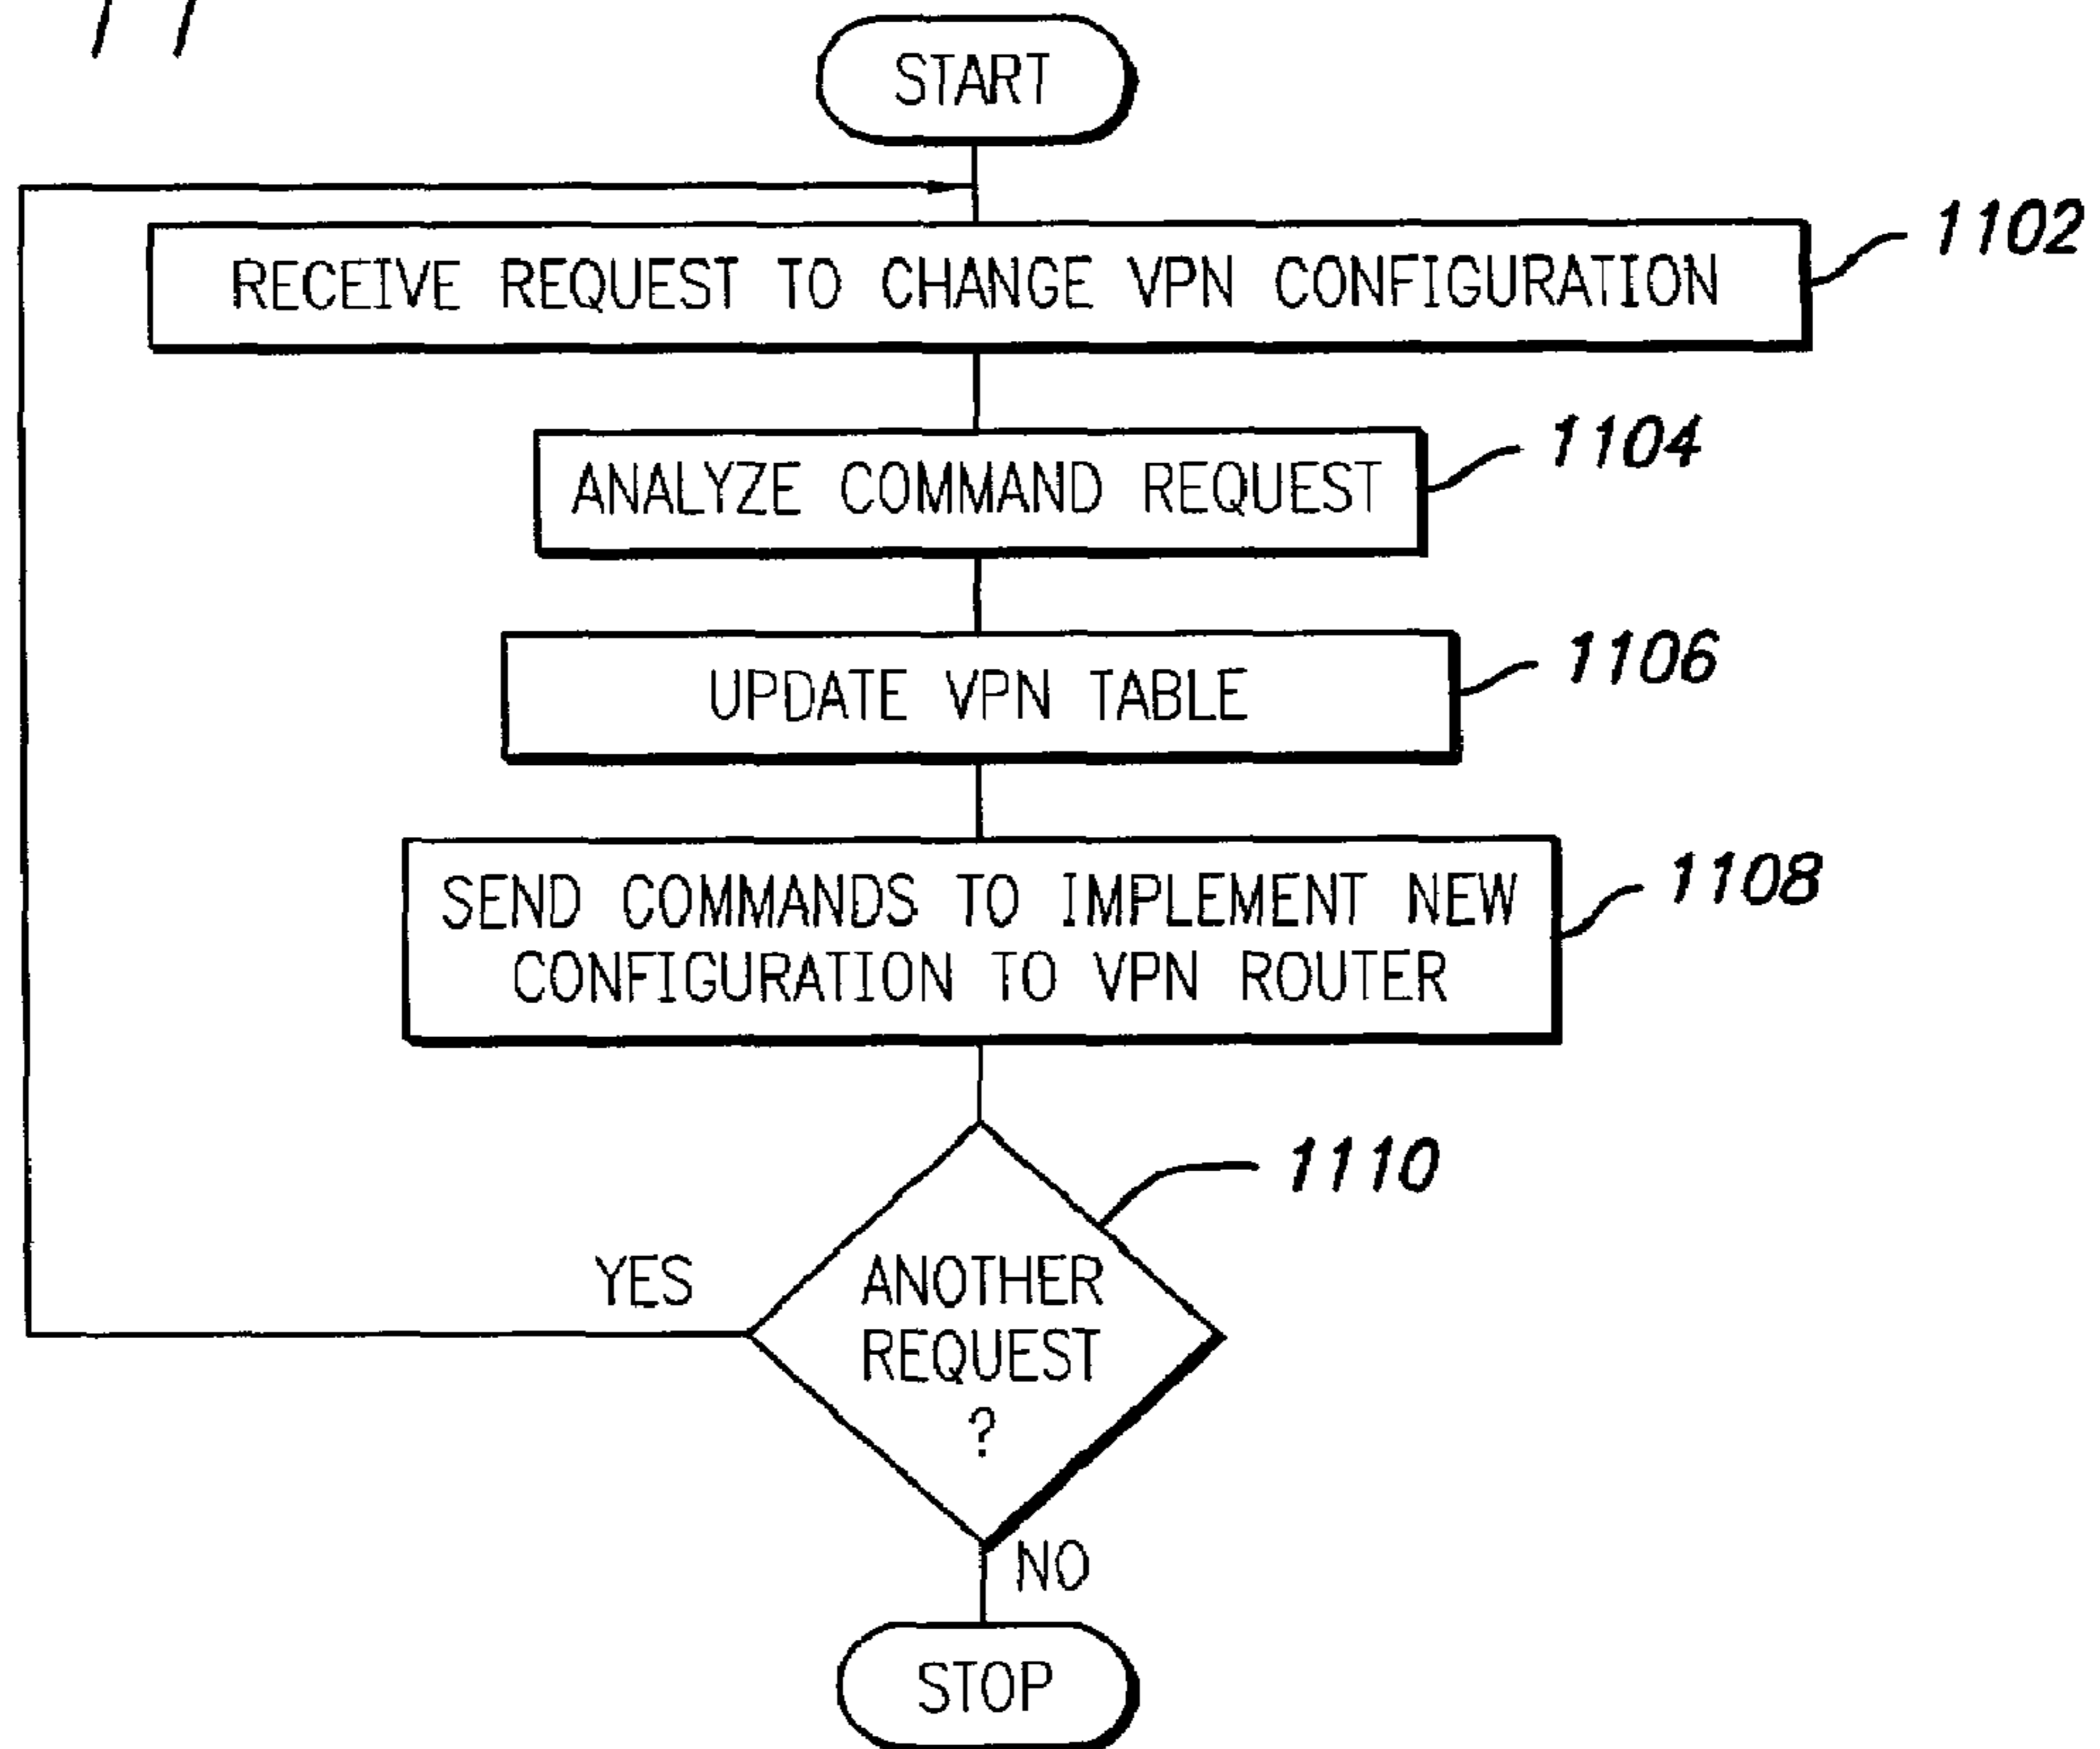 START
RECEIVE REQUEST TO CHANGE VPN CONFIGURATION
1102
ANALYZE COMMAND REQUEST
1104
UPDATE VPN TABLE
1106
SEND COMMANDS TO IMPLEMENT NEW
CONFIGURATION TO VPN ROUTER
1108
1110
YES
ANOTHER
REQUEST
?
NO
STOP